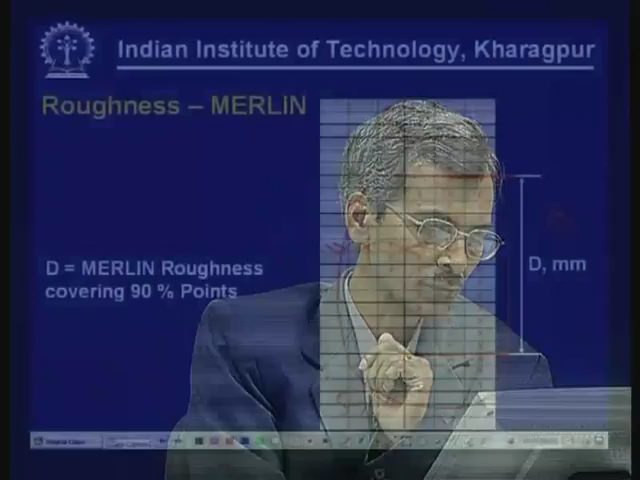 Indian Institute of Technology, Kharagpur
Roughness – MERLIN
D, mm
D = MERLIN Roughness
covering 90 % Points